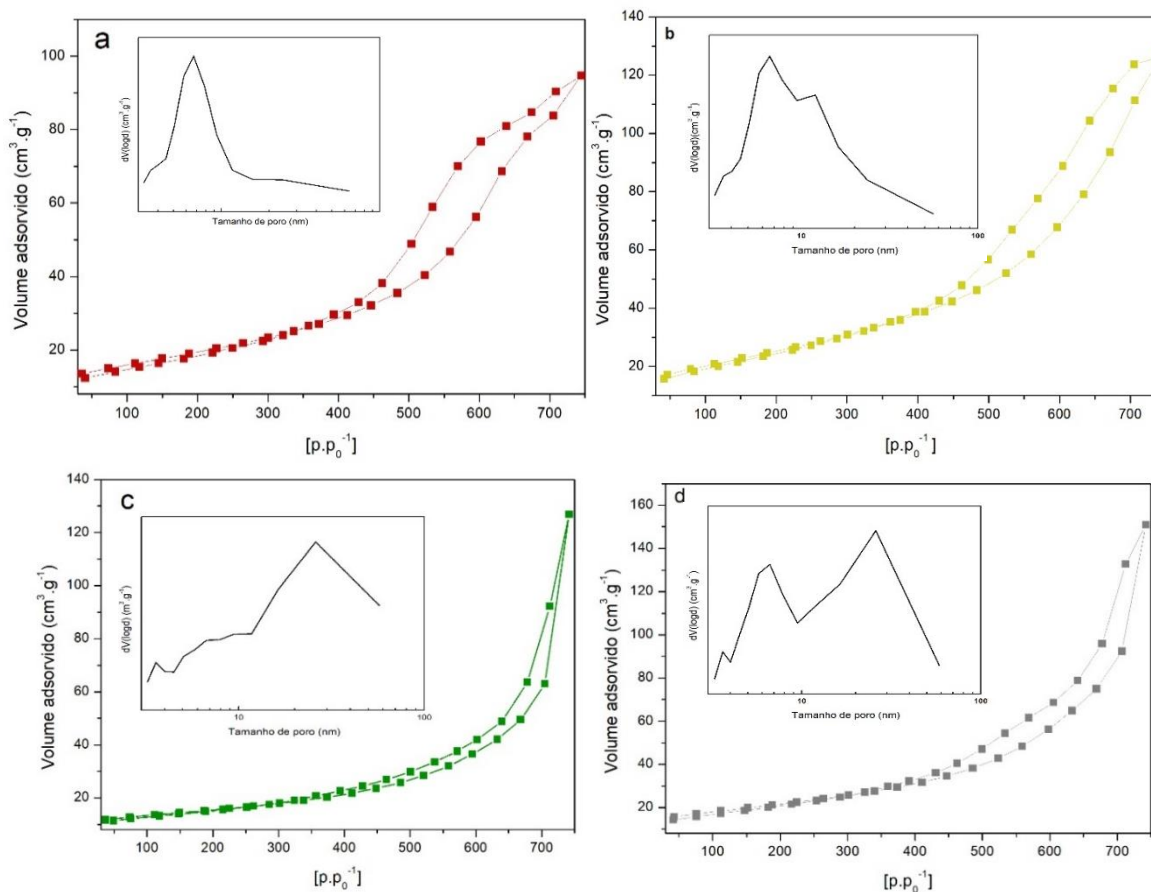 a
Volume adsorvido (cm³.g⁻¹)
100
80
60
40
20
100 200 300 400 500 600 700
[p.p₀⁻¹]
dV(logd) (cm³.g⁻¹)
10
Tamanho de poro (nm)
b
Volume adsorvido (cm³.g⁻¹)
140
120
100
80
60
40
20
0
100 200 300 400 500 600 700
[p.p₀⁻¹]
dV(logd)(cm³.g⁻¹)
10 100
Tamanho de poro (nm)
c
Volume adsorvido (cm³.g⁻¹)
140
120
100
80
60
40
20
0
100 200 300 400 500 600 700
[p.p₀⁻¹]
dV(logd) (m³.g⁻¹)
10 100
Tamanho de poro (nm)
d
Volume adsorvido (cm³.g⁻¹)
160
140
120
100
80
60
40
20
0
100 200 300 400 500 600 700
[p.p₀⁻¹]
dV(logd) (cm³.g⁻¹)
10 100
Tamanho de poro (nm)